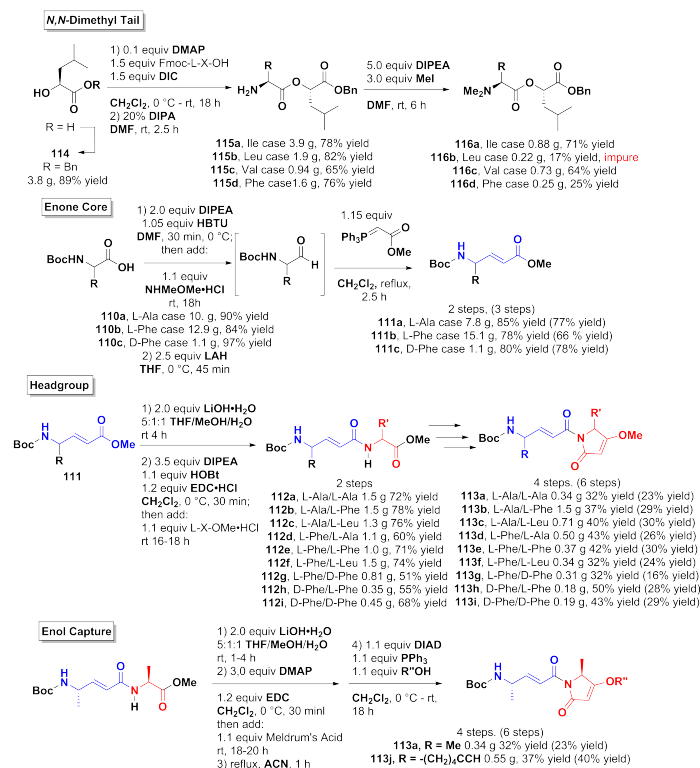 N,N-Dimethyl Tail
HO
O
OR
R = H
114
R = Bn
3.8 g, 89% yield
1) 0.1 equiv DMAP
1.5 equiv Fmoc-L-X-OH
1.5 equiv DIC
CH2Cl2, 0 °C - rt, 18 h
2) 20% DIPA
DMF, rt, 2.5 h
R
H2N
O
O
O
OBn
115a, Ile case 3.9 g, 78% yield
115b, Leu case 1.9 g, 82% yield
115c, Val case 0.94 g, 65% yield
115d, Phe case1.6 g, 76% yield
5.0 equiv DIPEA
3.0 equiv MeI
DMF, rt, 6 h
R
Me2N
O
O
O
OBn
116a, Ile case 0.88 g, 71% yield
116b, Leu case 0.22 g, 17% yield, impure
116c, Val case 0.73 g, 64% yield
116d, Phe case 0.25 g, 25% yield
Enone Core
BocHN
O
OH
R
110a, L-Ala case 10. g, 90% yield
110b, L-Phe case 12.9 g, 84% yield
110c, D-Phe case 1.1 g, 97% yield
1) 2.0 equiv DIPEA
1.05 equiv HBTU
DMF, 30 min, 0 °C;
then add:
1.1 equiv
NHMeOMe•HCl
rt, 18h
2) 2.5 equiv LAH
THF, 0 °C, 45 min
BocHN
O
H
R
1.15 equiv
Ph3P
O
OMe
CH2Cl2, reflux,
2.5 h
Boc
H
N
R
O
OMe
2 steps, (3 steps)
111a, L-Ala case 7.8 g, 85% yield (77% yield)
111b, L-Phe case 15.1 g, 78% yield (66 % yield)
111c, D-Phe case 1.1 g, 80% yield (78% yield)
Headgroup
Boc
H
N
R
O
OMe
111
1) 2.0 equiv LiOH•H2O
5:1:1 THF/MeOH/H2O
rt 4 h
2) 3.5 equiv DIPEA
1.1 equiv HOBt
1.2 equiv EDC•HCl
CH2Cl2, 0 °C, 30 min;
then add:
1.1 equiv L-X-OMe•HCl
rt 16-18 h
Boc
H
N
R
O
N
H
R'
O
OMe
2 steps
112a, L-Ala/L-Ala 1.5 g 72% yield
112b, L-Ala/L-Phe 1.5 g 78% yield
112c, L-Ala/L-Leu 1.3 g 76% yield
112d, L-Phe/L-Ala 1.1 g, 60% yield
112e, L-Phe/L-Phe 1.0 g, 71% yield
112f, L-Phe/L-Leu 1.5 g, 74% yield
112g, L-Phe/D-Phe 0.81 g, 51% yield
112h, D-Phe/L-Phe 0.35 g, 55% yield
112i, D-Phe/D-Phe 0.45 g, 68% yield
Boc
H
N
R
O
N
R'
OMe
O
4 steps. (6 steps)
113a, L-Ala/L-Ala 0.34 g 32% yield (23% yield)
113b, L-Ala/L-Phe 1.5 g 37% yield (29% yield)
113c, L-Ala/L-Leu 0.71 g 40% yield (30% yield)
113d, L-Phe/L-Ala 0.50 g 43% yield (26% yield)
113e, L-Phe/L-Phe 0.37 g 42% yield (30% yield)
113f, L-Phe/L-Leu 0.34 g 32% yield (24% yield)
113g, L-Phe/D-Phe 0.31 g 32% yield (16% yield)
113h, D-Phe/L-Phe 0.18 g, 50% yield (28% yield)
113i, D-Phe/D-Phe 0.19 g, 43% yield (29% yield)
Enol Capture
Boc
H
N
O
N
H
O
OMe
1) 2.0 equiv LiOH•H2O
5:1:1 THF/MeOH/H2O
rt, 1-4 h
2) 3.0 equiv DMAP
1.2 equiv EDC
CH2Cl2, 0 °C, 30 minl
then add:
1.1 equiv Meldrum's Acid
rt, 18-20 h
3) reflux, ACN, 1 h
4) 1.1 equiv DIAD
1.1 equiv PPh3
1.1 equiv R"OH
CH2Cl2, 0 °C - rt,
18 h
Boc
H
N
O
N
OR"
O
4 steps. (6 steps)
113a, R = Me 0.34 g 32% yield (23% yield)
113j, R = -(CH2)4CCH 0.55 g, 37% yield (40% yield)